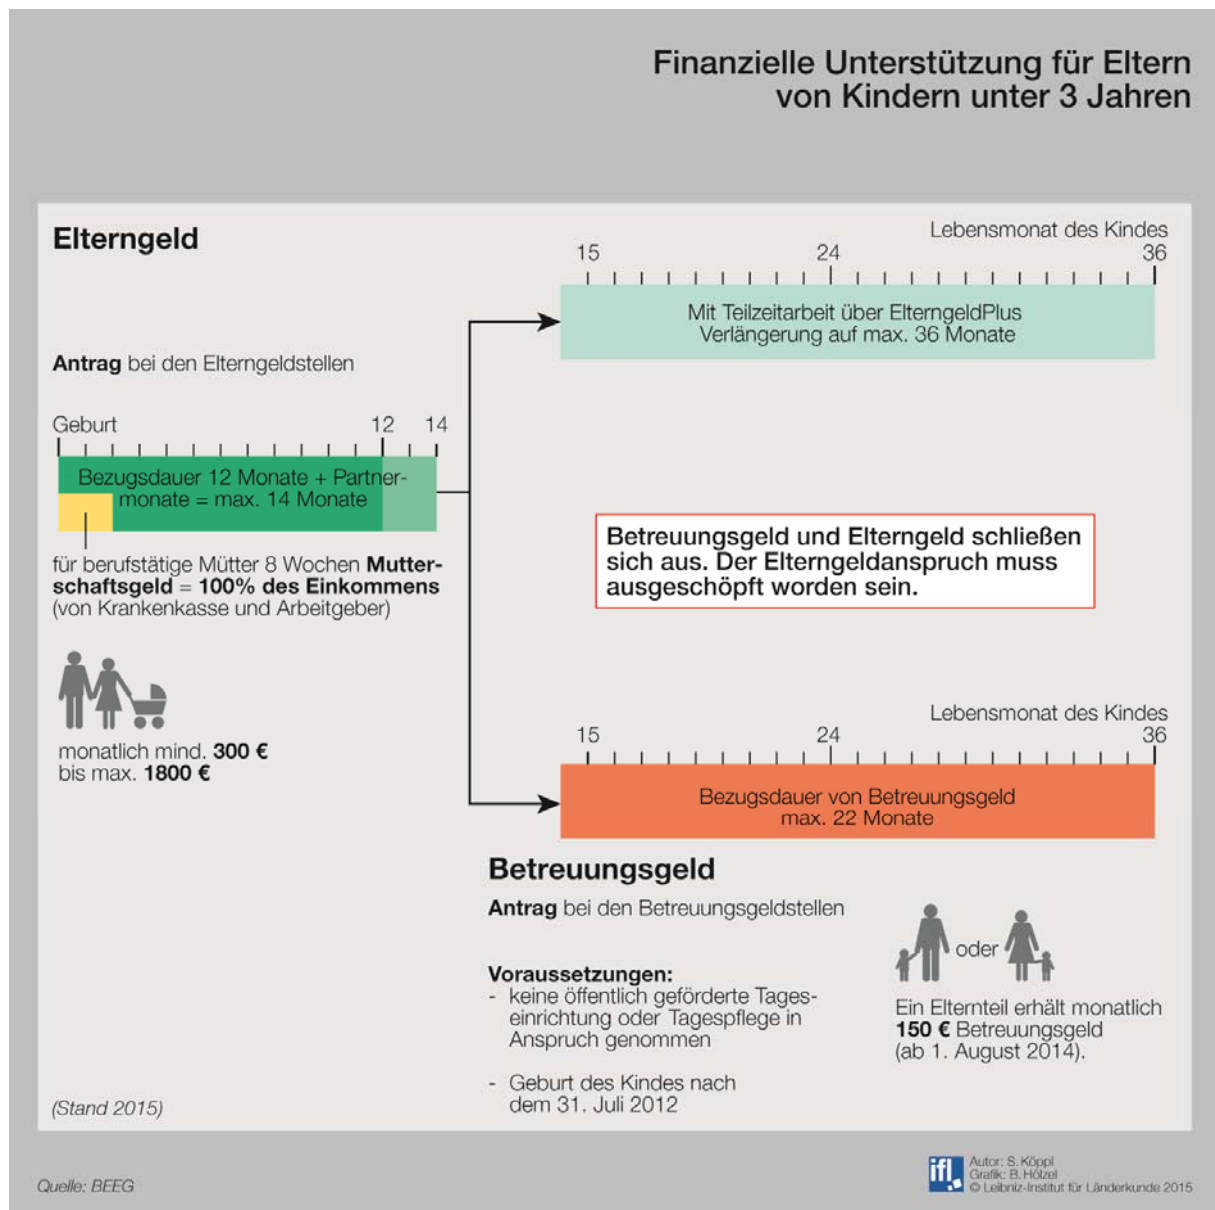 Finanzielle Unterstützung für Eltern
von Kindern unter 3 Jahren
Elterngeld
Antrag bei den Elterngeldstellen
Geburt 12 14
Bezugsdauer 12 Monate + Partner-
monate = max. 14 Monate
für berufstätige Mütter 8 Wochen Mutter-
schaftsgeld = 100% des Einkommens
(von Krankenkasse und Arbeitgeber)
monatlich mind. 300 €
bis max. 1800 €
Lebensmonat des Kindes
15 24 36
Mit Teilzeitarbeit über ElterngeldPlus
Verlängerung auf max. 36 Monate
Betreuungsgeld und Elterngeld schließen
sich aus. Der Elterngeldanspruch muss
ausgeschöpft worden sein.
Lebensmonat des Kindes
15 24 36
Bezugsdauer von Betreuungsgeld
max. 22 Monate
Betreuungsgeld
Antrag bei den Betreuungsgeldstellen
Voraussetzungen:
- keine öffentlich geförderte Tages-
einrichtung oder Tagespflege in
Anspruch genommen
- Geburt des Kindes nach
dem 31. Juli 2012
oder
Ein Elternteil erhält monatlich
150 € Betreuungsgeld
(ab 1. August 2014).
(Stand 2015)
Quelle: BEEG
ifl
Autor: S. Köppl
Grafik: B. Hölzel
© Leibniz-Institut für Länderkunde 2015